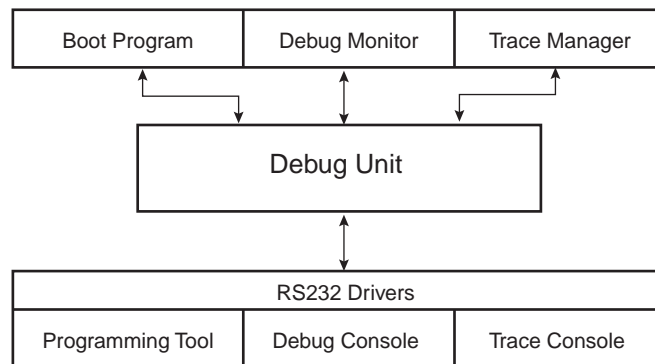 Boot Program
Debug Monitor
Trace Manager
Debug Unit
RS232 Drivers
Programming Tool
Debug Console
Trace Console